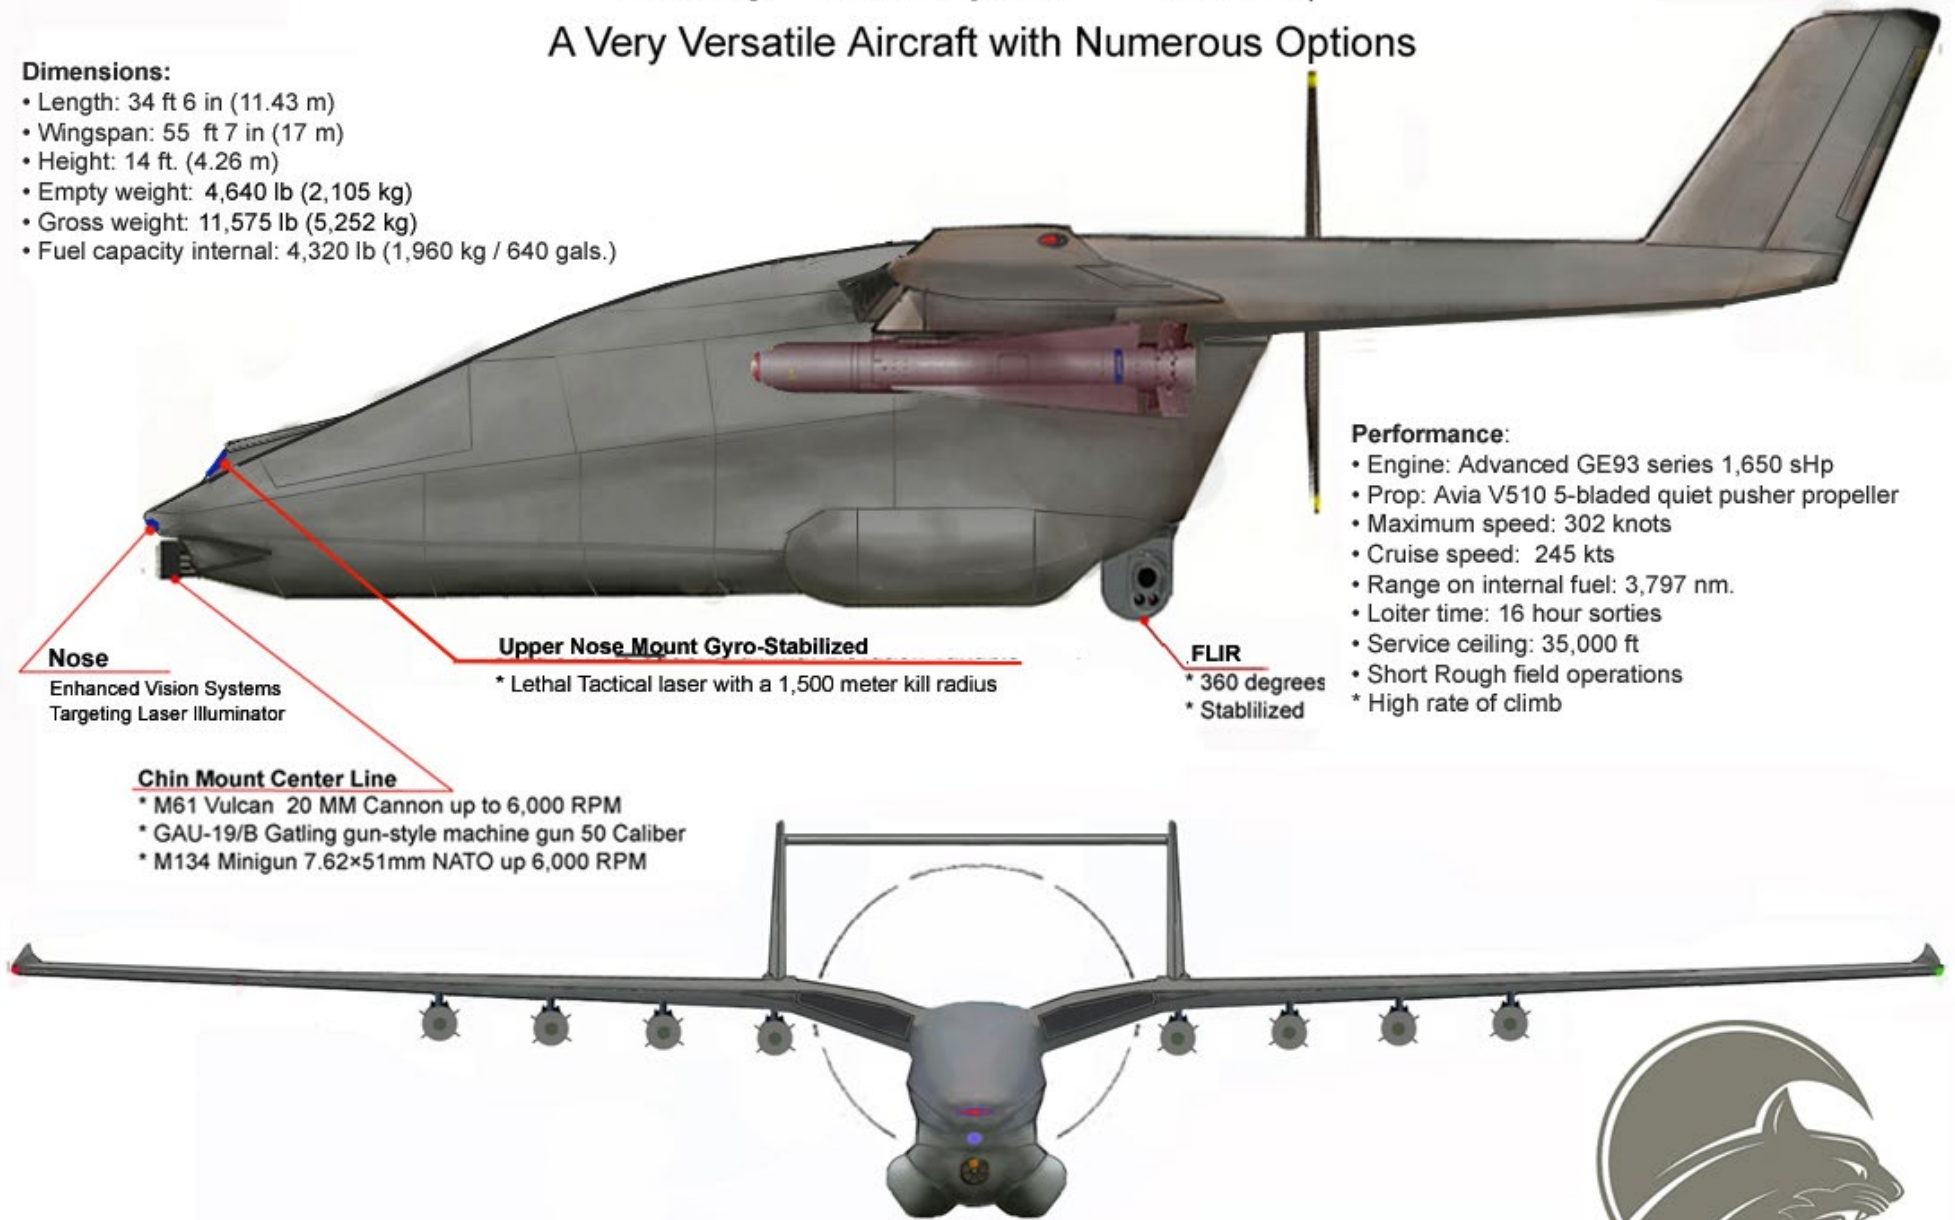 A Very Versatile Aircraft with Numerous Options
Dimensions:
• Length: 34 ft 6 in (11.43 m)
• Wingspan: 55 ft 7 in (17 m)
• Height: 14 ft. (4.26 m)
• Empty weight: 4,640 lb (2,105 kg)
• Gross weight: 11,575 lb (5,252 kg)
• Fuel capacity internal: 4,320 lb (1,960 kg / 640 gals.)
Performance:
• Engine: Advanced GE93 series 1,650 sHp
• Prop: Avia V510 5-bladed quiet pusher propeller
• Maximum speed: 302 knots
• Cruise speed: 245 kts
• Range on internal fuel: 3,797 nm.
• Loiter time: 16 hour sorties
• Service ceiling: 35,000 ft
• Short Rough field operations
* High rate of climb
Nose
Enhanced Vision Systems
Targeting Laser Illuminator
Upper Nose Mount Gyro-Stabilized
* Lethal Tactical laser with a 1,500 meter kill radius
FLIR
* 360 degrees
* Stablilized
Chin Mount Center Line
* M61 Vulcan 20 MM Cannon up to 6,000 RPM
* GAU-19/B Gatling gun-style machine gun 50 Caliber
* M134 Minigun 7.62×51mm NATO up 6,000 RPM